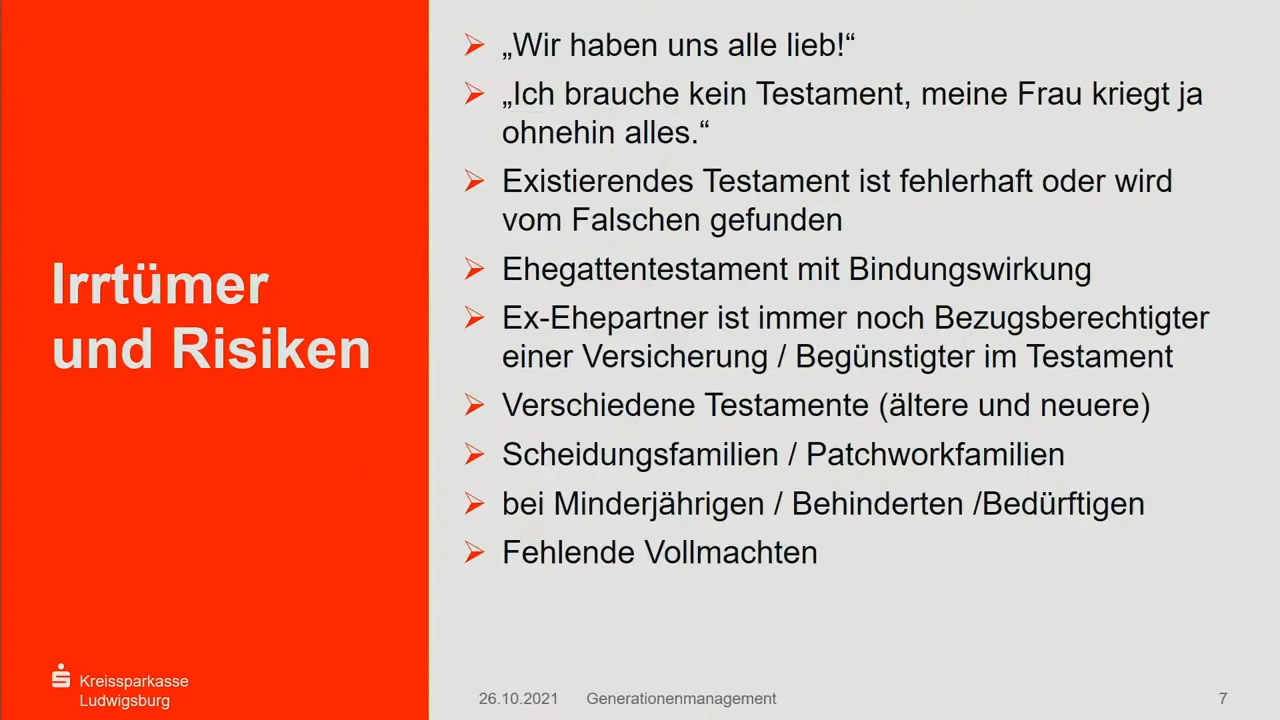 Irrtümer
und Risiken
„Wir haben uns alle lieb!“
„Ich brauche kein Testament, meine Frau kriegt ja
ohnehin alles.“
Existierendes Testament ist fehlerhaft oder wird
vom Falschen gefunden
Ehegattentestament mit Bindungswirkung
Ex-Ehepartner ist immer noch Bezugsberechtigter
einer Versicherung / Begünstigter im Testament
Verschiedene Testamente (ältere und neuere)
Scheidungsfamilien / Patchworkfamilien
bei Minderjährigen / Behinderten /Bedürftigen
Fehlende Vollmachten
Kreissparkasse
Ludwigsburg
26.10.2021 Generationenmanagement 7